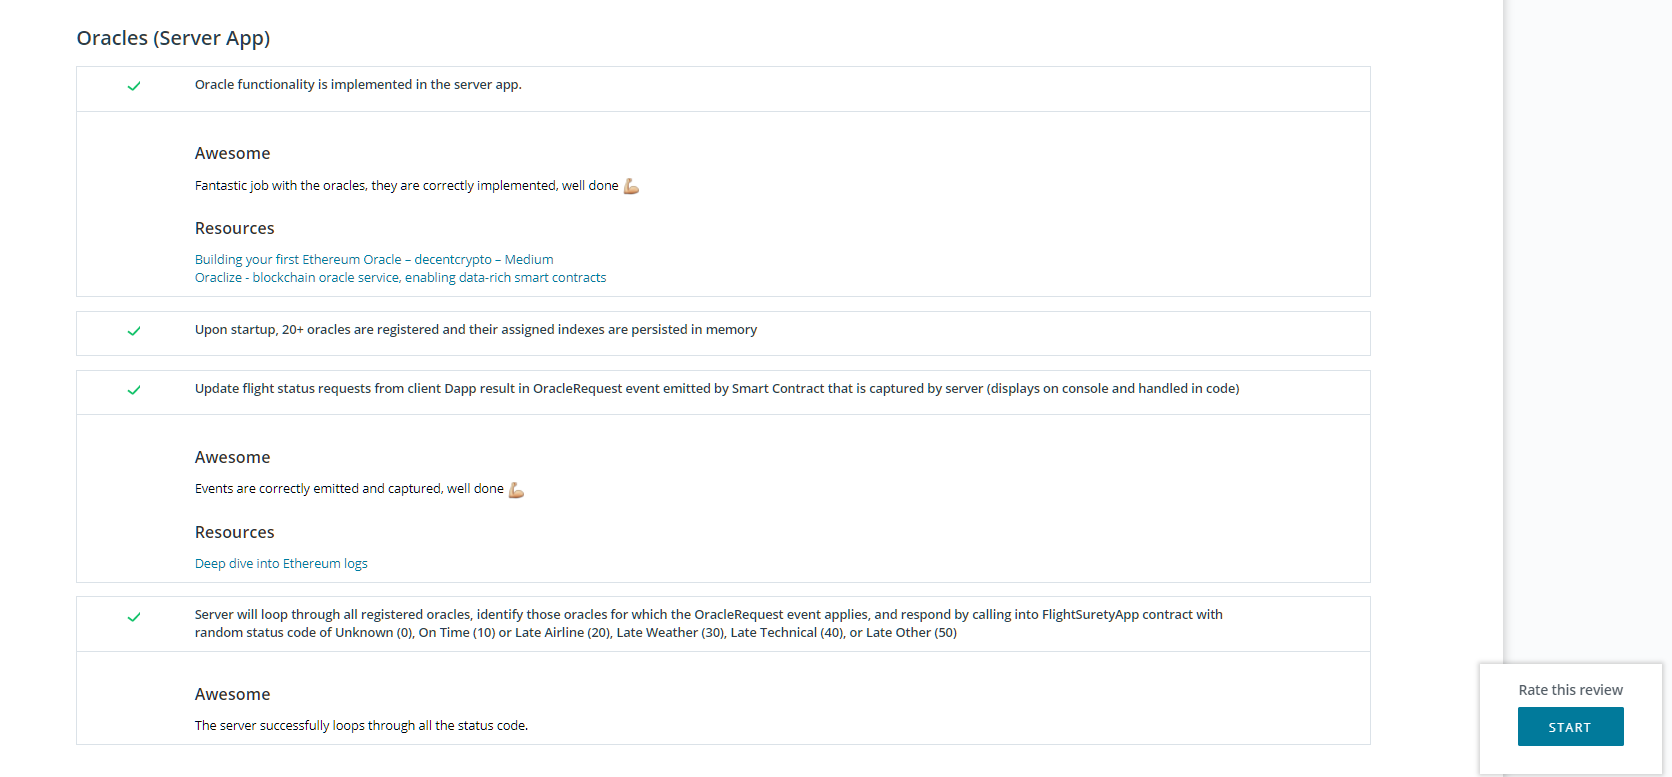 Oracles (Server App)
Oracle functionality is implemented in the server app.
Awesome
Fantastic job with the oracles, they are correctly implemented, well done 💪🏼
Resources
Building your first Ethereum Oracle – decentcrypto – Medium
Oraclize - blockchain oracle service, enabling data-rich smart contracts
Upon startup, 20+ oracles are registered and their assigned indexes are persisted in memory
Update flight status requests from client Dapp result in OracleRequest event emitted by Smart Contract that is captured by server (displays on console and handled in code)
Awesome
Events are correctly emitted and captured, well done 💪🏼
Resources
Deep dive into Ethereum logs
Server will loop through all registered oracles, identify those oracles for which the OracleRequest event applies, and respond by calling into FlightSuretyApp contract with
random status code of Unknown (0), On Time (10) or Late Airline (20), Late Weather (30), Late Technical (40), or Late Other (50)
Awesome
The server successfully loops through all the status code.
Rate this review
START